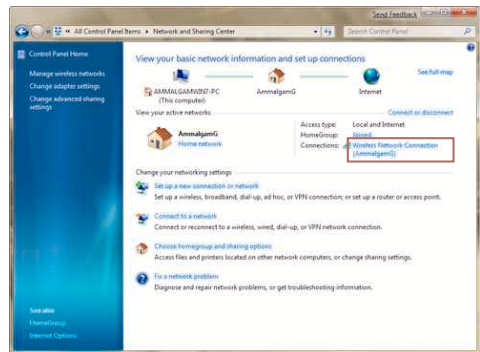 Send Feedback
« All Control Panel Items ▸ Network and Sharing Center
Search Control Panel
Control Panel Home
Manage wireless networks
Change adapter settings
Change advanced sharing
settings
See also
HomeGroup
Internet Options
View your basic network information and set up connections
See full map
AMMALGAMWIN7-PC
(This computer)
AmmalgamG
Internet
View your active networks
Connect or disconnect
AmmalgamG
Home network
Access type: Local and Internet
HomeGroup: Joined
Connections: Wireless Network Connection
(AmmalgamG)
Change your networking settings
Set up a new connection or network
Set up a wireless, broadband, dial-up, ad hoc, or VPN connection; or set up a router or access point.
Connect to a network
Connect or reconnect to a wireless, wired, dial-up, or VPN network connection.
Choose homegroup and sharing options
Access files and printers located on other network computers, or change sharing settings.
Fix a network problem
Diagnose and repair network problems, or get troubleshooting information.